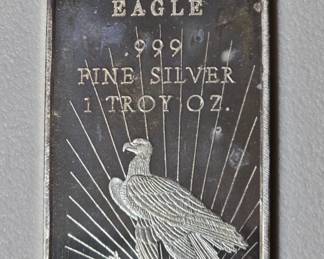 EAGLE
.999
FINE SILVER
1 TROY OZ.